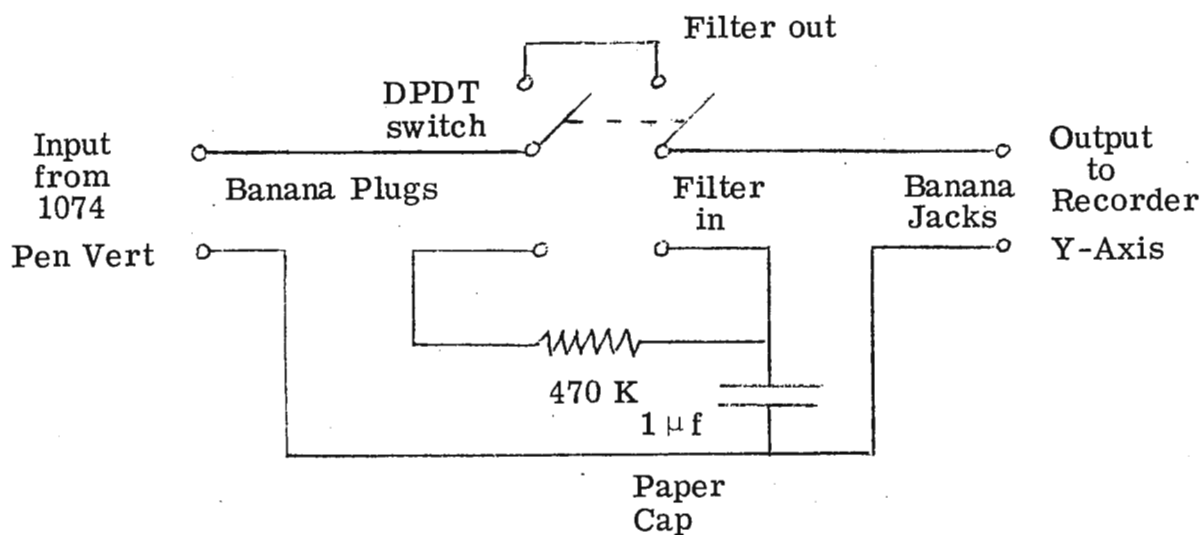 Filter out
DPDT
switch
Input
from
1074
Pen Vert
Banana Plugs
Filter
in
Banana
Jacks
Output
to
Recorder
Y-Axis
470 K
1 μf
Paper
Cap